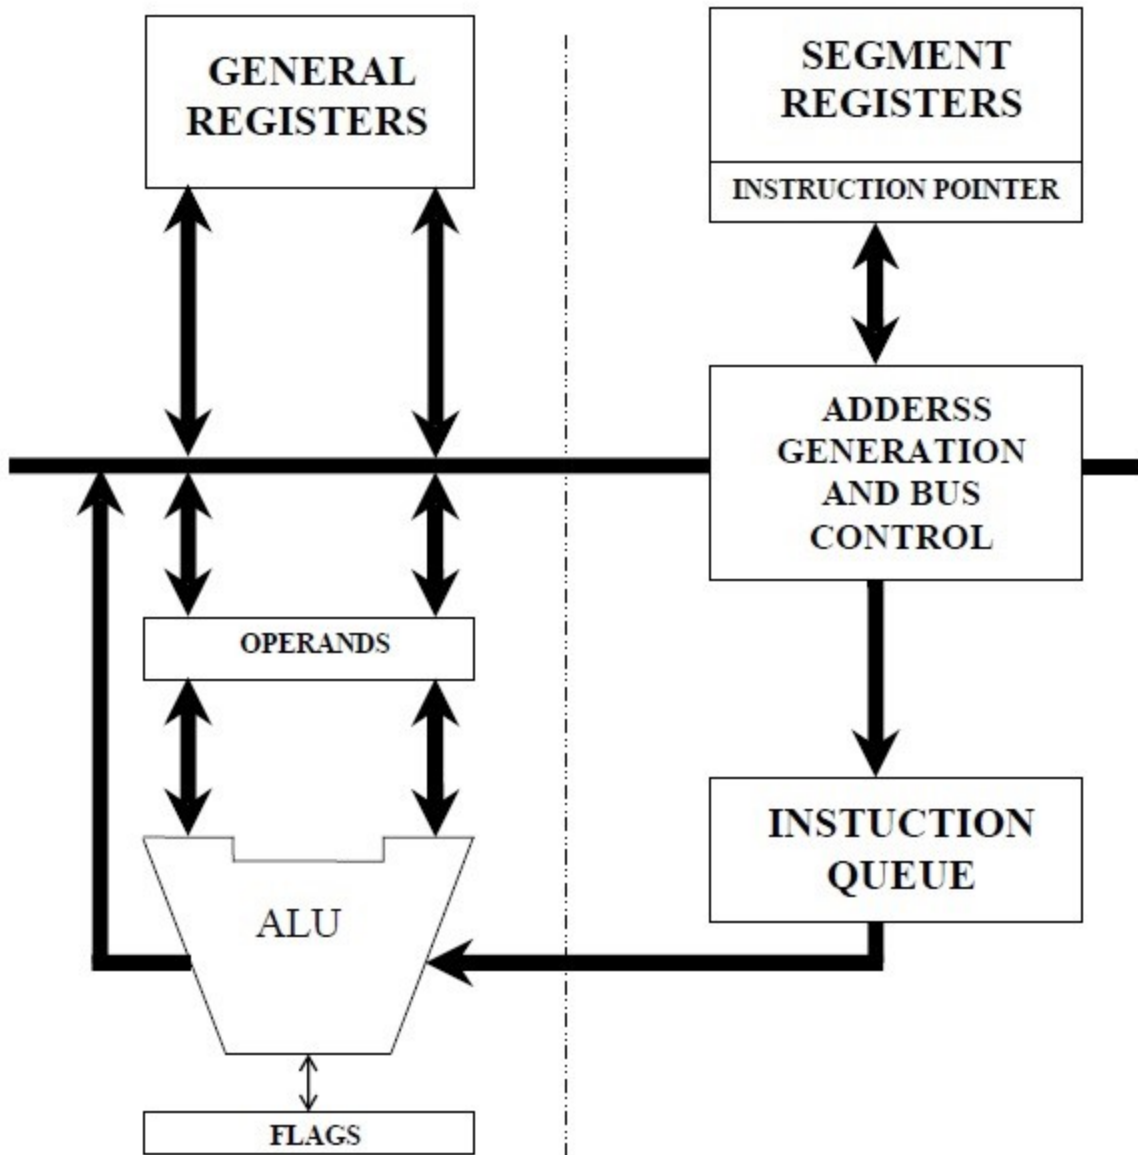 GENERAL
REGISTERS
SEGMENT
REGISTERS
INSTRUCTION POINTER
ADDERSS
GENERATION
AND BUS
CONTROL
OPERANDS
INSTUCTION
QUEUE
ALU
FLAGS